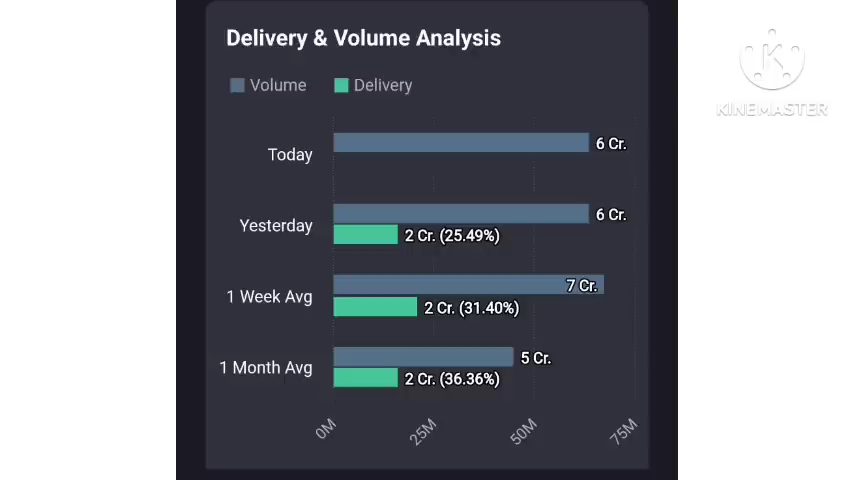 Delivery & Volume Analysis
Volume Delivery
KINEMASTER
Today 6 Cr.
Yesterday 6 Cr.
2 Cr. (25.49%)
1 Week Avg 7 Cr.
2 Cr. (31.40%)
1 Month Avg 5 Cr.
2 Cr. (36.36%)
0M 25M 50M 75M